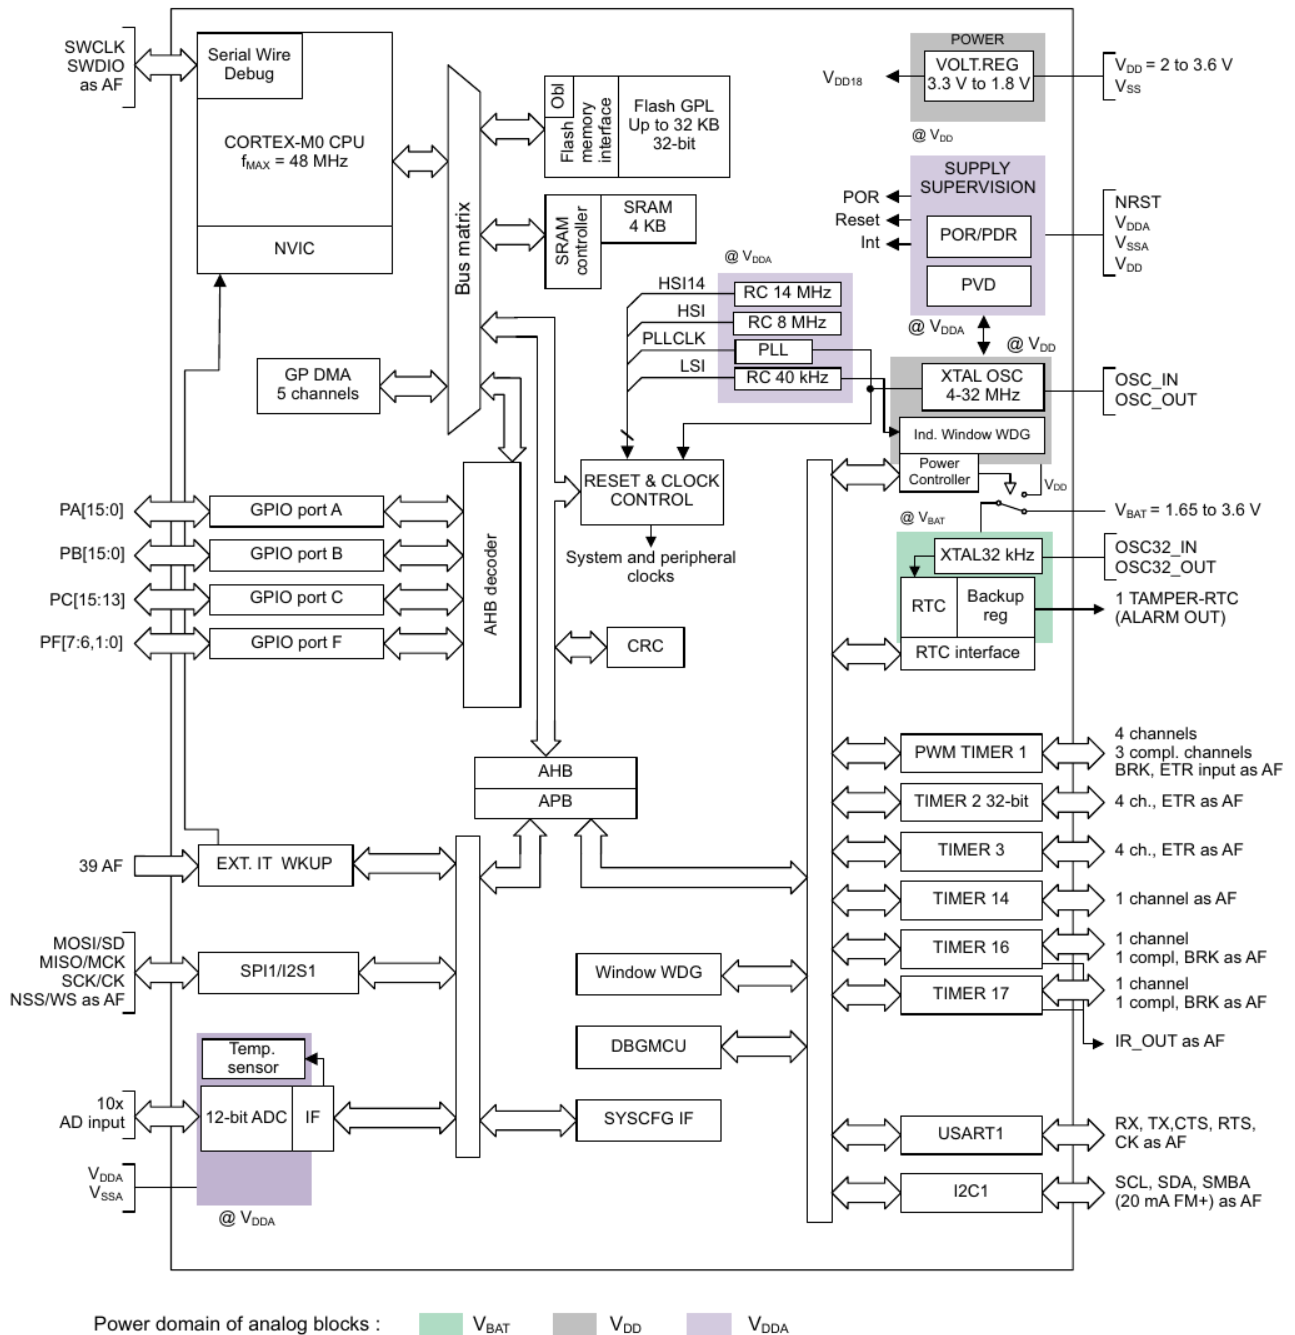 SWCLK
SWDIO
as AF
Serial Wire
Debug
CORTEX-M0 CPU
fMAX = 48 MHz
NVIC
Bus matrix
Obl
Flash
memory
interface
Flash GPL
Up to 32 KB
32-bit
SRAM
controller
SRAM
4 KB
POWER
VOLT.REG
3.3 V to 1.8 V
VDD18
VDD = 2 to 3.6 V
VSS
@ VDD
SUPPLY
SUPERVISION
POR
Reset
Int
POR/PDR
PVD
NRST
VDDA
VSSA
VDD
@ VDDA
@ VDDA
@ VDD
HSI14
HSI
PLLCLK
LSI
RC 14 MHz
RC 8 MHz
PLL
RC 40 kHz
XTAL OSC
4-32 MHz
OSC_IN
OSC_OUT
Ind. Window WDG
Power
Controller
VDD
VBAT = 1.65 to 3.6 V
@ VBAT
GP DMA
5 channels
RESET & CLOCK
CONTROL
System and peripheral
clocks
XTAL32 kHz
OSC32_IN
OSC32_OUT
RTC
Backup
reg
1 TAMPER-RTC
(ALARM OUT)
RTC interface
PA[15:0]
GPIO port A
PB[15:0]
GPIO port B
PC[15:13]
GPIO port C
PF[7:6,1:0]
GPIO port F
AHB decoder
CRC
AHB
APB
PWM TIMER 1
4 channels
3 compl. channels
BRK, ETR input as AF
TIMER 2 32-bit
4 ch., ETR as AF
TIMER 3
4 ch., ETR as AF
TIMER 14
1 channel as AF
TIMER 16
1 channel
1 compl, BRK as AF
TIMER 17
1 channel
1 compl, BRK as AF
IR_OUT as AF
39 AF
EXT. IT WKUP
MOSI/SD
MISO/MCK
SCK/CK
NSS/WS as AF
SPI1/I2S1
Window WDG
DBGMCU
SYSCFG IF
Temp.
sensor
10x
AD input
12-bit ADC
IF
VDDA
VSSA
@ VDDA
USART1
RX, TX,CTS, RTS,
CK as AF
I2C1
SCL, SDA, SMBA
(20 mA FM+) as AF
Power domain of analog blocks :
VBAT
VDD
VDDA